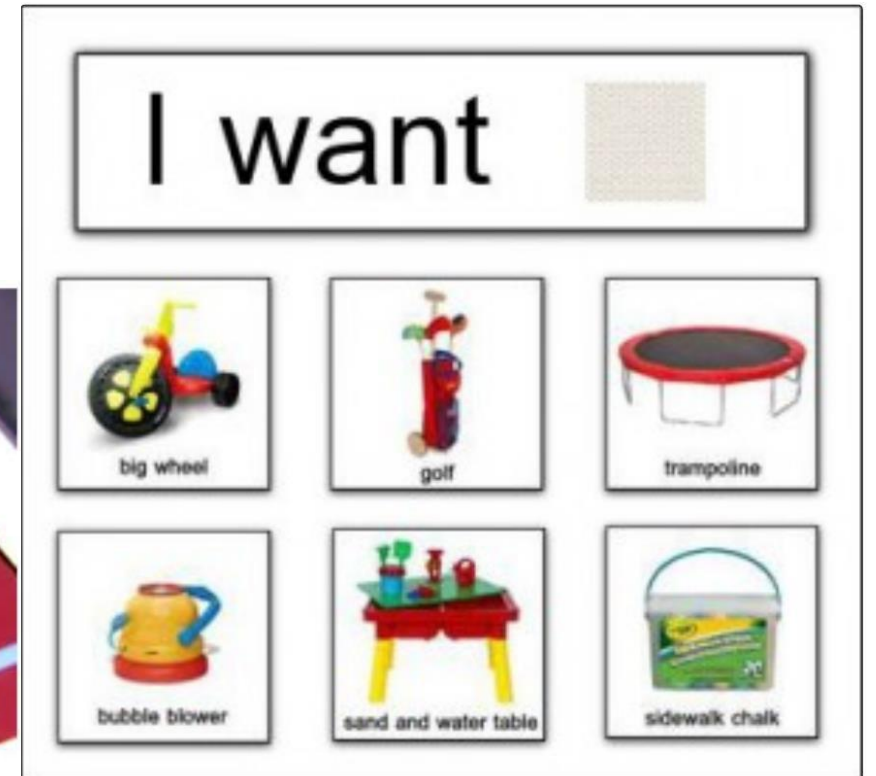 I want
big wheel
golf
trampoline
bubble blower
sand and water table
sidewalk chalk